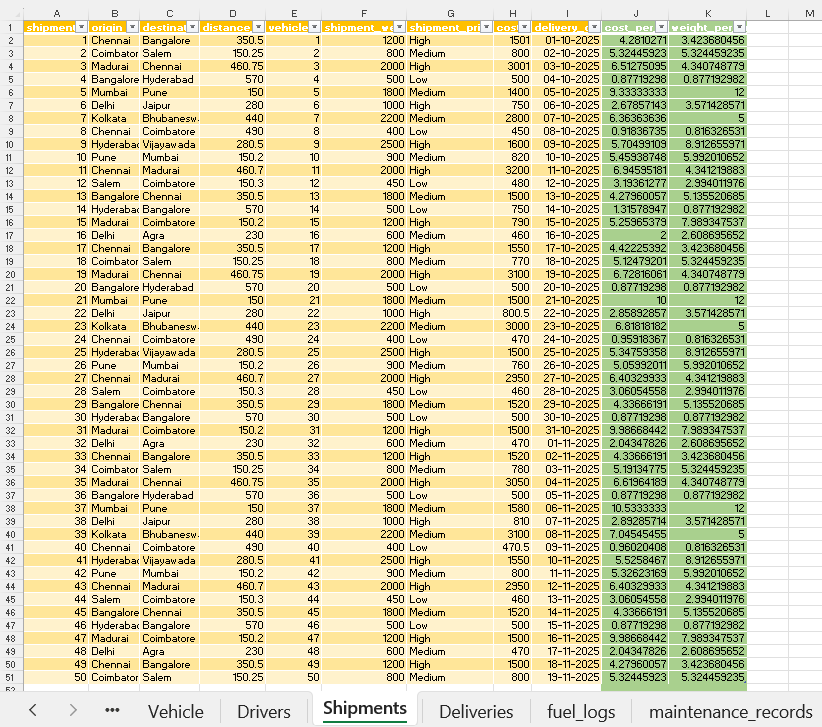 A B C D E F G H I J K L M
1 shipment origin destinat distance vehicle shipment_we shipment_pri cos delivery_ cost_per weight_per
2 1 Chennai Bangalore 350.5 1 1200 High 1501 01-10-2025 4.2810271 3.423680456
3 2 Coimbator Salem 150.25 2 800 Medium 800 02-10-2025 5.32445923 5.324459235
4 3 Madurai Chennai 460.75 3 2000 High 3001 03-10-2025 6.51275095 4.340748779
5 4 Bangalore Hyderabad 570 4 500 Low 500 04-10-2025 0.87719298 0.877192982
6 5 Mumbai Pune 150 5 1800 Medium 1400 05-10-2025 9.33333333 12
7 6 Delhi Jaipur 280 6 1000 High 750 06-10-2025 2.67857143 3.571428571
8 7 Kolkata Bhubanesw 440 7 2200 Medium 2800 07-10-2025 6.36363636 5
9 8 Chennai Coimbatore 490 8 400 Low 450 08-10-2025 0.91836735 0.816326531
10 9 Hyderabad Vijayawada 280.5 9 2500 High 1600 09-10-2025 5.70499109 8.912655971
11 10 Pune Mumbai 150.2 10 900 Medium 820 10-10-2025 5.45938748 5.992010652
12 11 Chennai Madurai 460.7 11 2000 High 3200 11-10-2025 6.94595181 4.341219883
13 12 Salem Coimbatore 150.3 12 450 Low 480 12-10-2025 3.19361277 2.994011976
14 13 Bangalore Chennai 350.5 13 1800 Medium 1500 13-10-2025 4.27960057 5.135520685
15 14 Hyderabad Bangalore 570 14 500 Low 750 14-10-2025 1.31578947 0.877192982
16 15 Madurai Coimbatore 150.2 15 1200 High 790 15-10-2025 5.25965379 7.989347537
17 16 Delhi Agra 230 16 600 Medium 460 16-10-2025 2 2.608695652
18 17 Chennai Bangalore 350.5 17 1200 High 1550 17-10-2025 4.42225392 3.423680456
19 18 Coimbator Salem 150.25 18 800 Medium 770 18-10-2025 5.12479201 5.324459235
20 19 Madurai Chennai 460.75 19 2000 High 3100 19-10-2025 6.72816061 4.340748779
21 20 Bangalore Hyderabad 570 20 500 Low 500 20-10-2025 0.87719298 0.877192982
22 21 Mumbai Pune 150 21 1800 Medium 1500 21-10-2025 10 12
23 22 Delhi Jaipur 280 22 1000 High 800.5 22-10-2025 2.85892857 3.571428571
24 23 Kolkata Bhubanesw 440 23 2200 Medium 3000 23-10-2025 6.81818182 5
25 24 Chennai Coimbatore 490 24 400 Low 470 24-10-2025 0.95918367 0.816326531
26 25 Hyderabad Vijayawada 280.5 25 2500 High 1500 25-10-2025 5.34759358 8.912655971
27 26 Pune Mumbai 150.2 26 900 Medium 760 26-10-2025 5.05992011 5.992010652
28 27 Chennai Madurai 460.7 27 2000 High 2950 27-10-2025 6.40329933 4.341219883
29 28 Salem Coimbatore 150.3 28 450 Low 460 28-10-2025 3.06054558 2.994011976
30 29 Bangalore Chennai 350.5 29 1800 Medium 1520 29-10-2025 4.33666191 5.135520685
31 30 Hyderabad Bangalore 570 30 500 Low 500 30-10-2025 0.87719298 0.877192982
32 31 Madurai Coimbatore 150.2 31 1200 High 1500 31-10-2025 9.98668442 7.989347537
33 32 Delhi Agra 230 32 600 Medium 470 01-11-2025 2.04347826 2.608695652
34 33 Chennai Bangalore 350.5 33 1200 High 1520 02-11-2025 4.33666191 3.423680456
35 34 Coimbator Salem 150.25 34 800 Medium 780 03-11-2025 5.19134775 5.324459235
36 35 Madurai Chennai 460.75 35 2000 High 3050 04-11-2025 6.61964189 4.340748779
37 36 Bangalore Hyderabad 570 36 500 Low 500 05-11-2025 0.87719298 0.877192982
38 37 Mumbai Pune 150 37 1800 Medium 1580 06-11-2025 10.5333333 12
39 38 Delhi Jaipur 280 38 1000 High 810 07-11-2025 2.89285714 3.571428571
40 39 Kolkata Bhubanesw 440 39 2200 Medium 3100 08-11-2025 7.04545455 5
41 40 Chennai Coimbatore 490 40 400 Low 470.5 09-11-2025 0.96020408 0.816326531
42 41 Hyderabad Vijayawada 280.5 41 2500 High 1550 10-11-2025 5.5258467 8.912655971
43 42 Pune Mumbai 150.2 42 900 Medium 800 11-11-2025 5.32623169 5.992010652
44 43 Chennai Madurai 460.7 43 2000 High 2950 12-11-2025 6.40329933 4.341219883
45 44 Salem Coimbatore 150.3 44 450 Low 460 13-11-2025 3.06054558 2.994011976
46 45 Bangalore Chennai 350.5 45 1800 Medium 1520 14-11-2025 4.33666191 5.135520685
47 46 Hyderabad Bangalore 570 46 500 Low 500 15-11-2025 0.87719298 0.877192982
48 47 Madurai Coimbatore 150.2 47 1200 High 1500 16-11-2025 9.98668442 7.989347537
49 48 Delhi Agra 230 48 600 Medium 470 17-11-2025 2.04347826 2.608695652
50 49 Chennai Bangalore 350.5 49 1200 High 1500 18-11-2025 4.27960057 3.423680456
51 50 Coimbator Salem 150.25 50 800 Medium 800 19-11-2025 5.32445923 5.324459235
52
Vehicle Drivers Shipments Deliveries fuel_logs maintenance_records